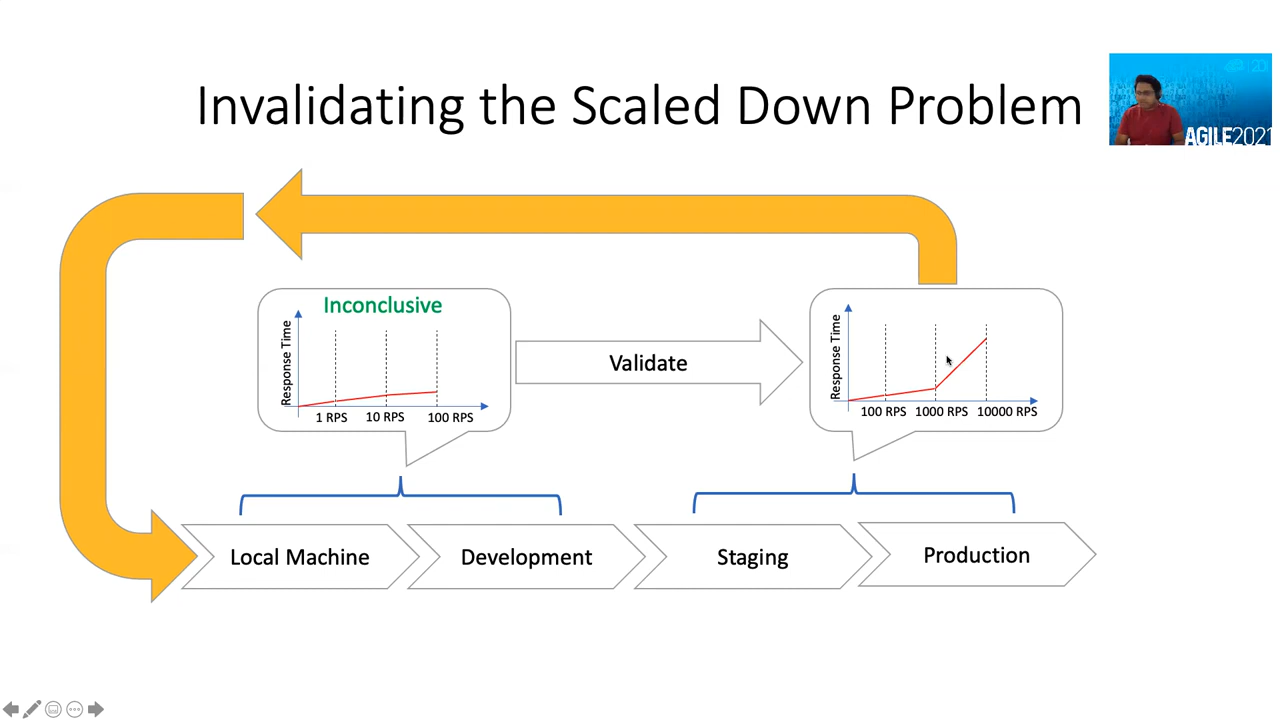 Invalidating the Scaled Down Problem
AGILE2021
Inconclusive
Response Time
1 RPS
10 RPS
100 RPS
Validate
Response Time
100 RPS
1000 RPS
10000 RPS
Local Machine
Development
Staging
Production